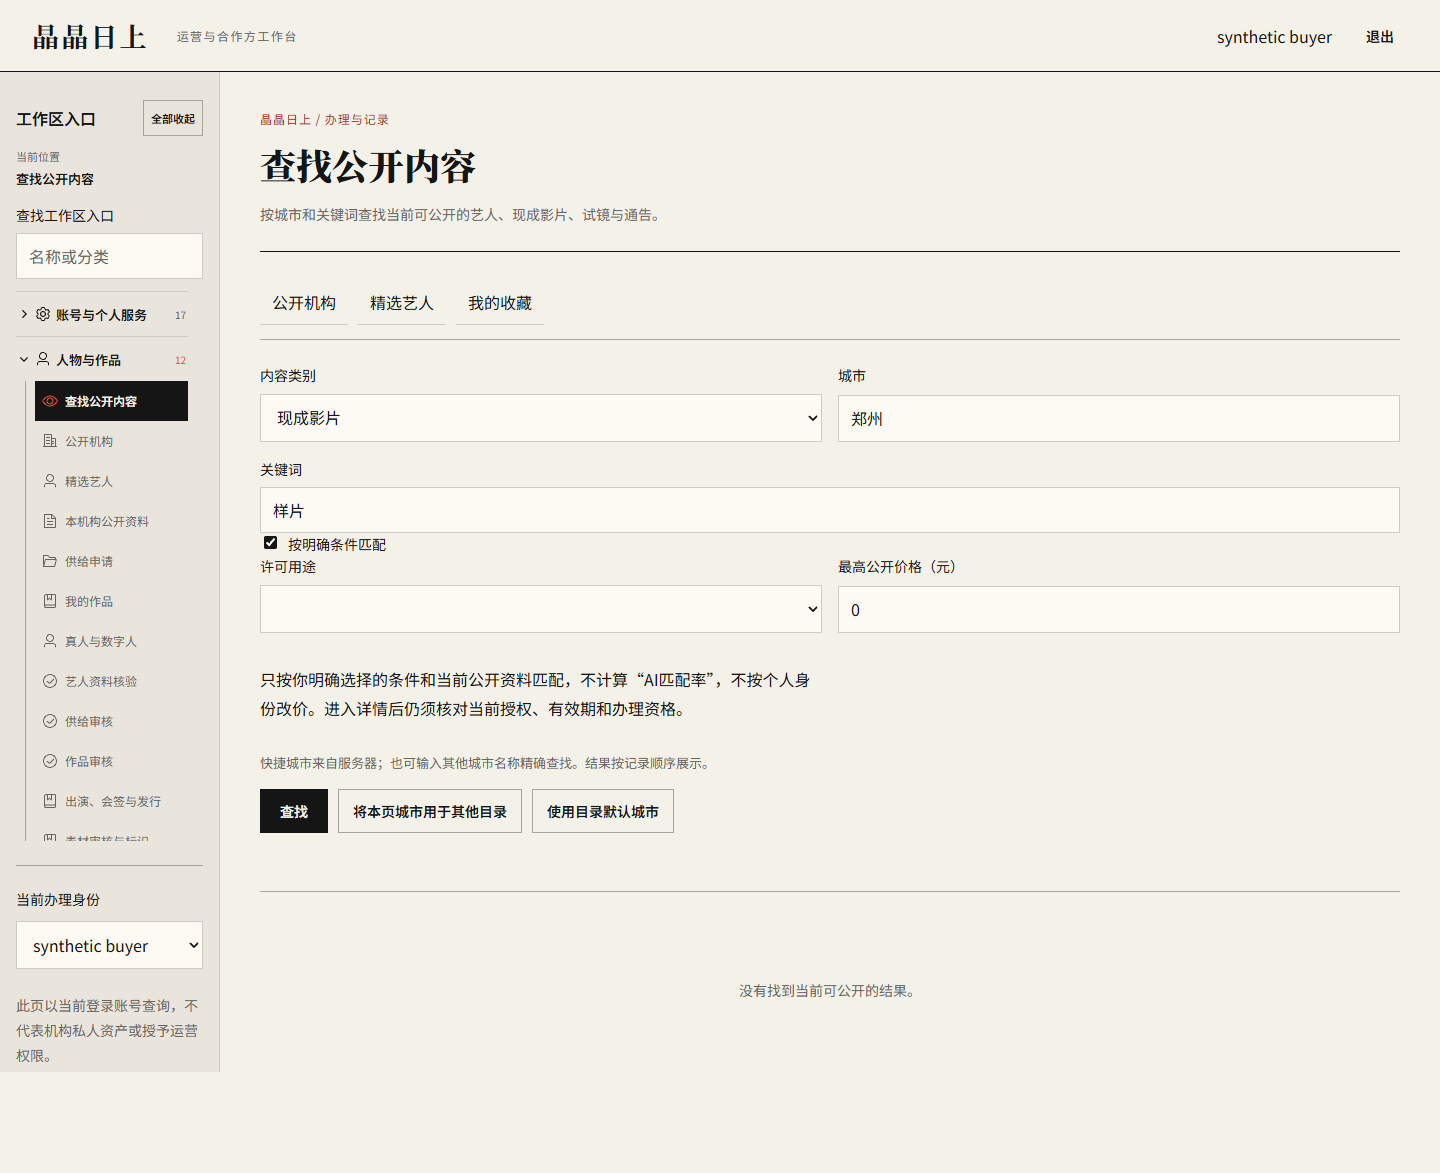 晶晶日上
运营与合作方工作台
synthetic buyer
退出
工作区入口
全部收起
当前位置
查找公开内容
查找工作区入口
名称或分类
账号与个人服务 17
人物与作品 12
查找公开内容
公开机构
精选艺人
本机构公开资料
供给申请
我的作品
真人与数字人
艺人资料核验
供给审核
作品审核
出演、会签与发行
素材审核与标识
当前办理身份
synthetic buyer
此页以当前登录账号查询，不
代表机构私人资产或授予运营
权限。
晶晶日上 / 办理与记录
查找公开内容
按城市和关键词查找当前可公开的艺人、现成影片、试镜与通告。
公开机构 精选艺人 我的收藏
内容类别
现成影片
城市
郑州
关键词
样片
按明确条件匹配
许可用途
最高公开价格（元）
0
只按你明确选择的条件和当前公开资料匹配，不计算“AI匹配率”，不按个人身
份改价。进入详情后仍须核对当前授权、有效期和办理资格。
快捷城市来自服务器；也可输入其他城市名称精确查找。结果按记录顺序展示。
查找 将本页城市用于其他目录 使用目录默认城市
没有找到当前可公开的结果。